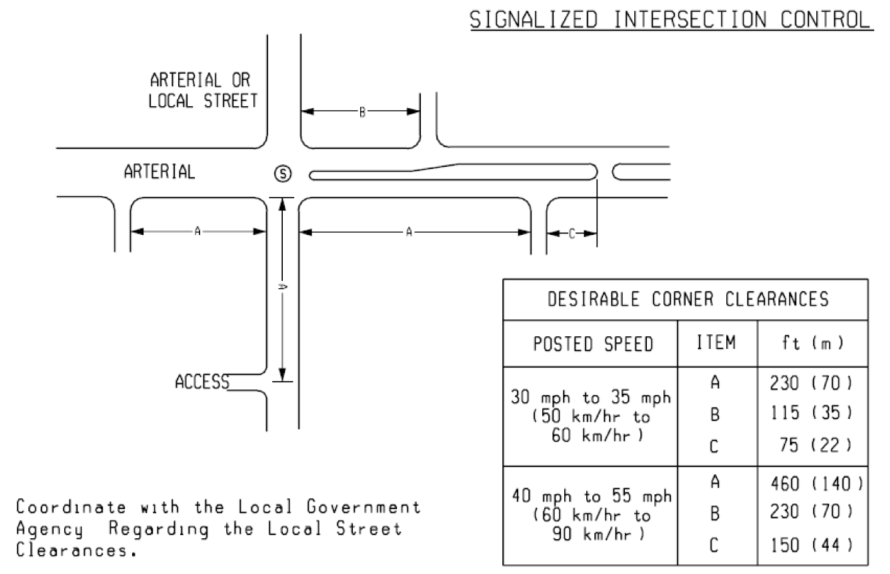 SIGNALIZED INTERSECTION CONTROL
ARTERIAL OR
LOCAL STREET
B
ARTERIAL
S
A
A
C
A
ACCESS
DESIRABLE CORNER CLEARANCES
POSTED SPEED ITEM ft (m)
30 mph to 35 mph
(50 km/hr to
60 km/hr)
A 230 (70)
B 115 (35)
C 75 (22)
40 mph to 55 mph
(60 km/hr to
90 km/hr)
A 460 (140)
B 230 (70)
C 150 (44)
Coordinate with the Local Government
Agency Regarding the Local Street
Clearances.